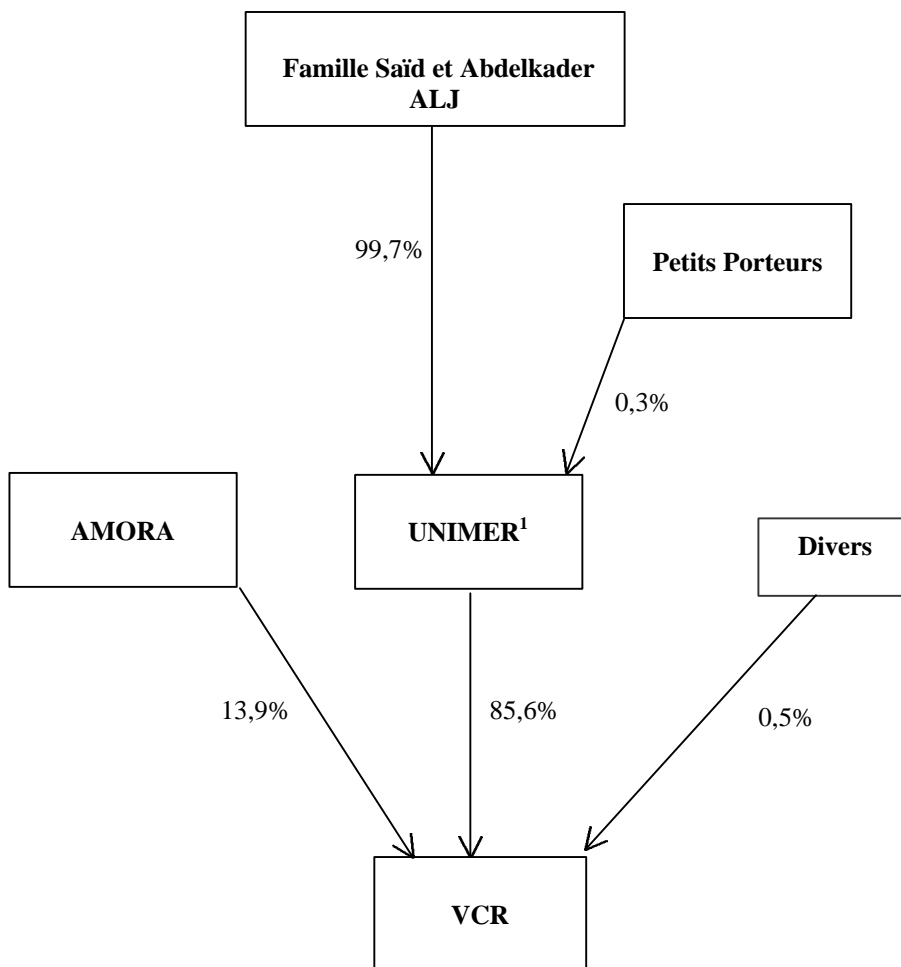 Famille Saïd et Abdelkader
ALJ
99,7%
Petits Porteurs
0,3%
AMORA
UNIMER¹
Divers
13,9%
85,6%
0,5%
VCR